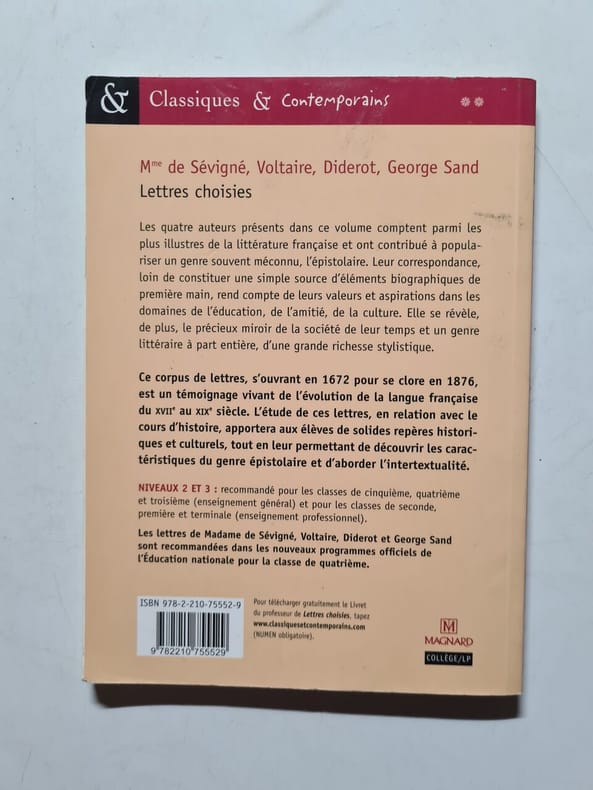 & Classiques & Contemporains **
Mme de Sévigné, Voltaire, Diderot, George Sand
Lettres choisies
Les quatre auteurs présents dans ce volume comptent parmi les
plus illustres de la littérature française et ont contribué à popula-
riser un genre souvent méconnu, l'épistolaire. Leur correspondance,
loin de constituer une simple source d'éléments biographiques de
première main, rend compte de leurs valeurs et aspirations dans les
domaines de l'éducation, de l'amitié, de la culture. Elle se révèle,
de plus, le précieux miroir de la société de leur temps et un genre
littéraire à part entière, d'une grande richesse stylistique.
Ce corpus de lettres, s'ouvrant en 1672 pour se clore en 1876,
est un témoignage vivant de l'évolution de la langue française
du XVIIe au XIXe siècle. L'étude de ces lettres, en relation avec le
cours d'histoire, apportera aux élèves de solides repères histori-
ques et culturels, tout en leur permettant de découvrir les carac-
téristiques du genre épistolaire et d'aborder l'intertextualité.
NIVEAUX 2 ET 3 : recommandé pour les classes de cinquième, quatrième
et troisième (enseignement général) et pour les classes de seconde,
première et terminale (enseignement professionnel).
Les lettres de Madame de Sévigné, Voltaire, Diderot et George Sand
sont recommandées dans les nouveaux programmes officiels de
l'Éducation nationale pour la classe de quatrième.
ISBN 978-2-210-75552-9
9 782210 755529
Pour télécharger gratuitement le Livret
du professeur de Lettres choisies, tapez
www.classiquesetcontemporains.com
(NUMEN obligatoire).
M
MAGNARD
COLLÈGE/LP